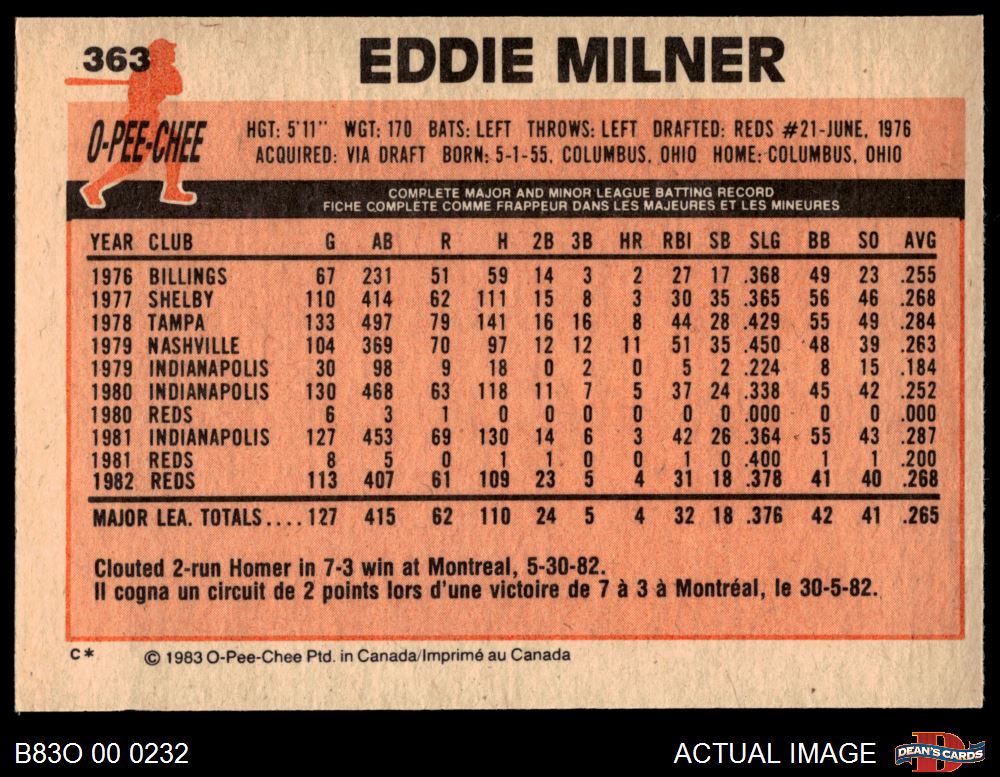 363
EDDIE MILNER
O-PEE-CHEE
HGT: 5'11" WGT: 170 BATS: LEFT THROWS: LEFT DRAFTED: REDS #21-JUNE, 1976
ACQUIRED: VIA DRAFT BORN: 5-1-55, COLUMBUS, OHIO HOME: COLUMBUS, OHIO
COMPLETE MAJOR AND MINOR LEAGUE BATTING RECORD
FICHE COMPLETE COMME FRAPPEUR DANS LES MAJEURES ET LES MINEURES
YEAR CLUB G AB R H 2B 3B HR RBI SB SLG BB SO AVG
1976 BILLINGS 67 231 51 59 14 3 2 27 17 .368 49 23 .255
1977 SHELBY 110 414 62 111 15 8 3 30 35 .365 56 46 .268
1978 TAMPA 133 497 79 141 16 16 8 44 28 .429 55 49 .284
1979 NASHVILLE 104 369 70 97 12 12 11 51 35 .450 48 39 .263
1979 INDIANAPOLIS 30 98 9 18 0 2 0 5 2 .224 8 15 .184
1980 INDIANAPOLIS 130 468 63 118 11 7 5 37 24 .338 45 42 .252
1980 REDS 6 3 1 0 0 0 0 0 0 .000 0 0 .000
1981 INDIANAPOLIS 127 453 69 130 14 6 3 42 26 .364 55 43 .287
1981 REDS 8 5 0 1 1 0 0 1 0 .400 1 1 .200
1982 REDS 113 407 61 109 23 5 4 31 18 .378 41 40 .268
MAJOR LEA. TOTALS....127 415 62 110 24 5 4 32 18 .376 42 41 .265
Clouted 2-run Homer in 7-3 win at Montreal, 5-30-82.
Il cogna un circuit de 2 points lors d'une victoire de 7 à 3 à Montréal, le 30-5-82.
C* © 1983 O-Pee-Chee Ptd. in Canada/Imprimé au Canada
B83O 00 0232
ACTUAL IMAGE
D
DEAN'S CARDS